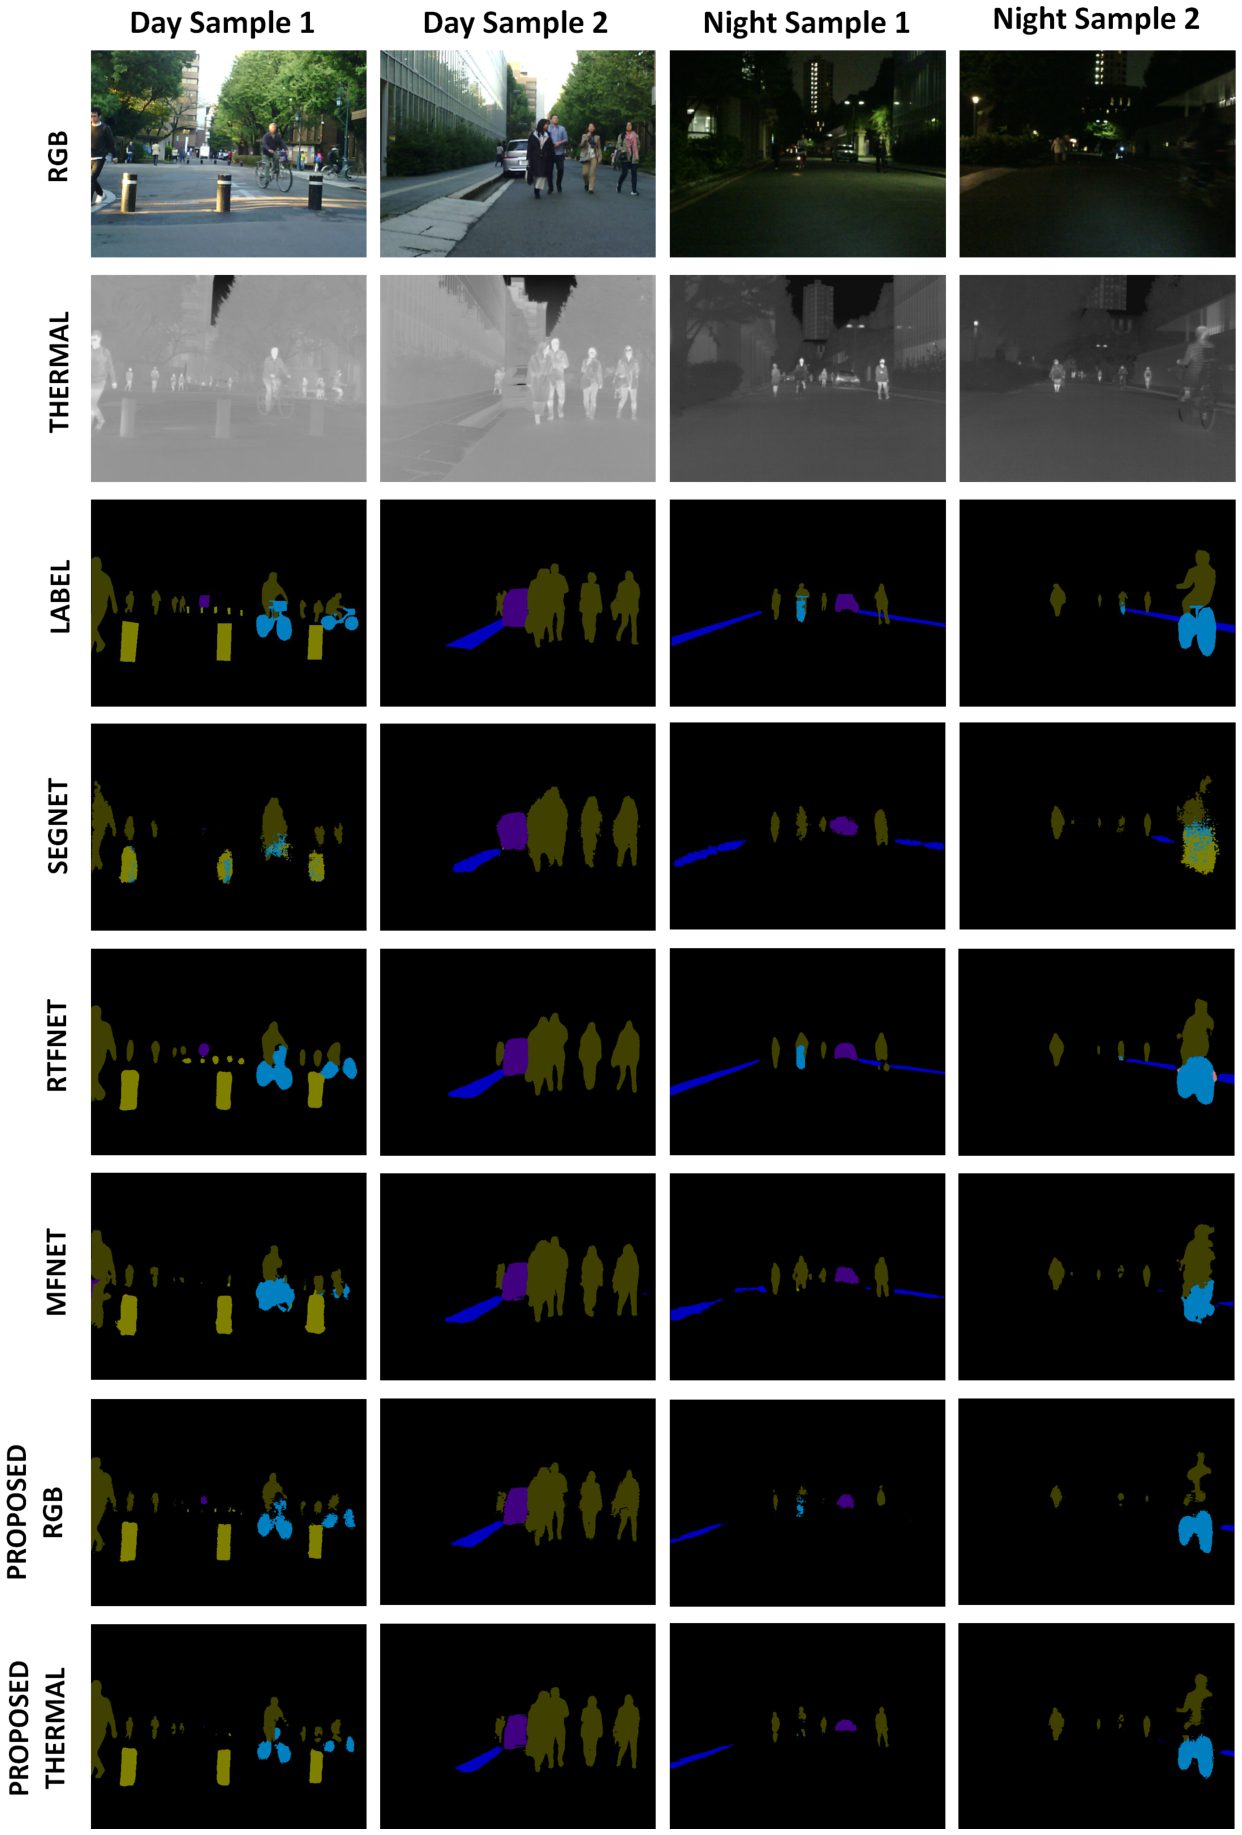 Day Sample 1
Day Sample 2
Night Sample 1
Night Sample 2
RGB
THERMAL
LABEL
SEGNET
RTFNET
MFNET
PROPOSED
RGB
PROPOSED
THERMAL